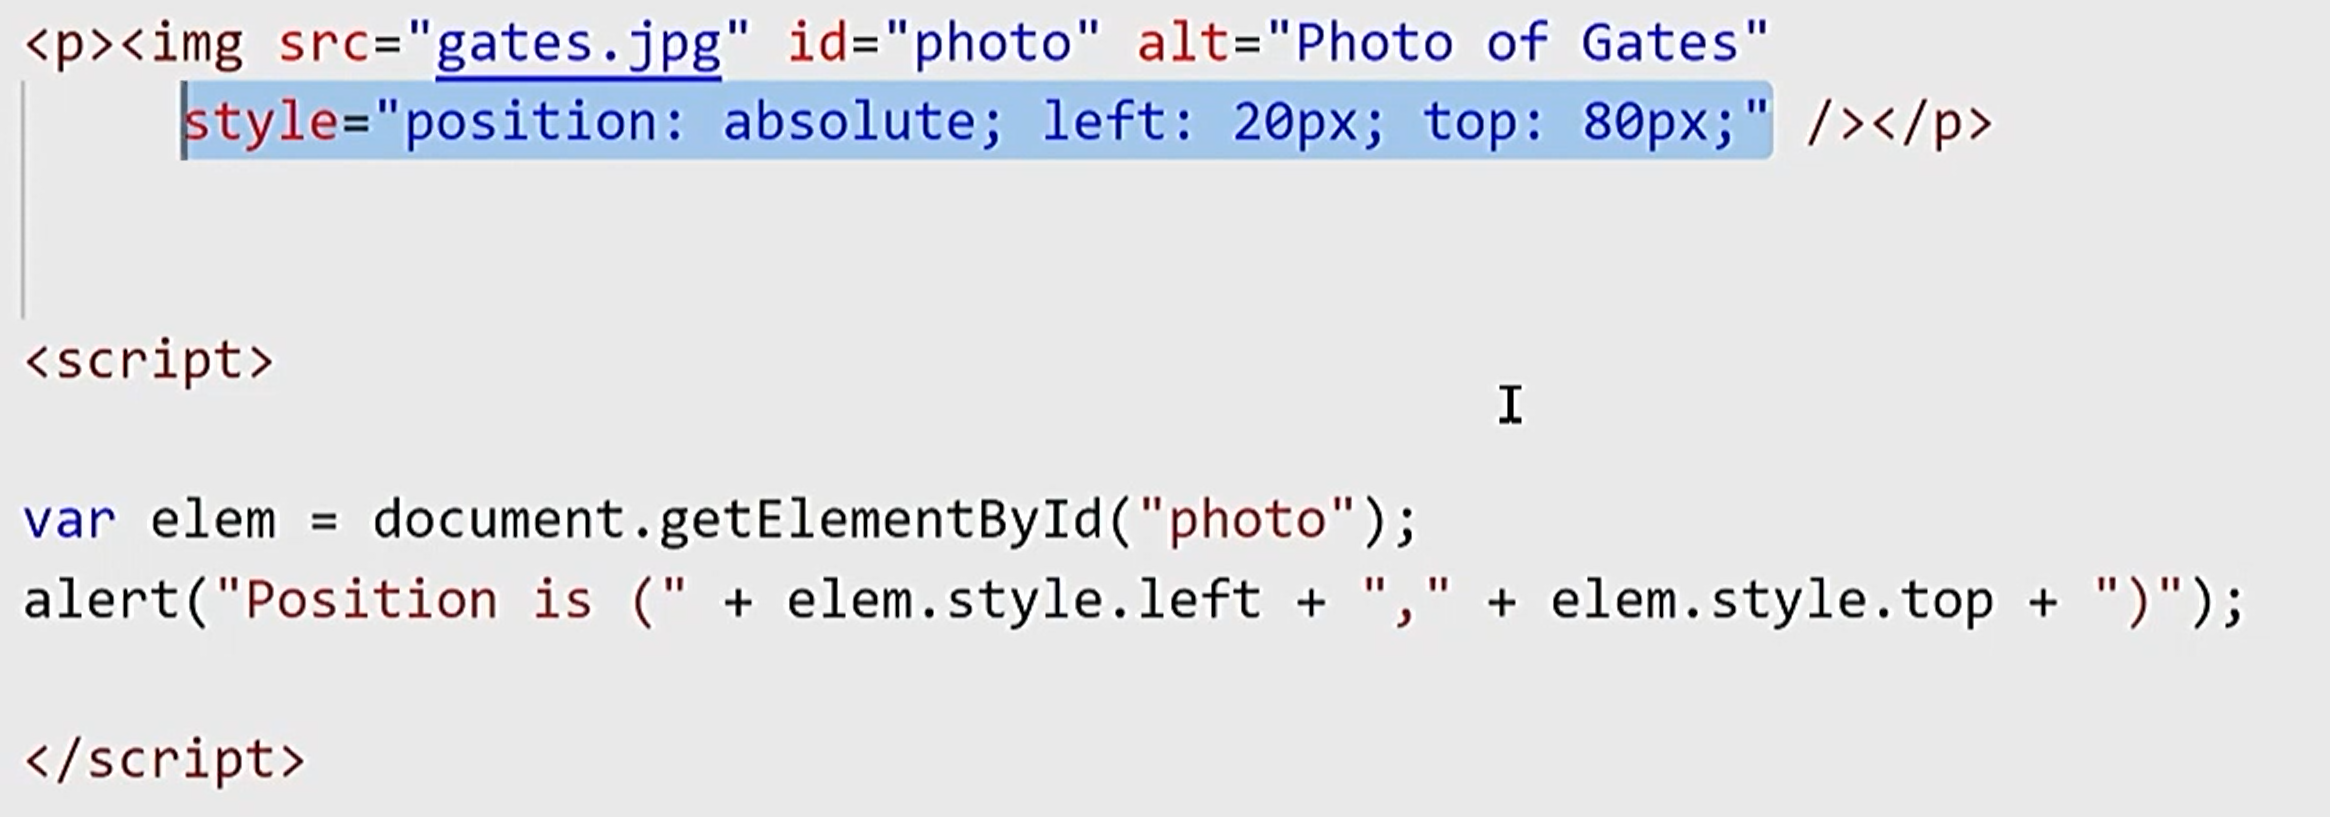 <p><img src="gates.jpg" id="photo" alt="Photo of Gates"
style="position: absolute; left: 20px; top: 80px;" /></p>
<script>
var elem = document.getElementById("photo");
alert("Position is (" + elem.style.left + "," + elem.style.top + ")");
</script>